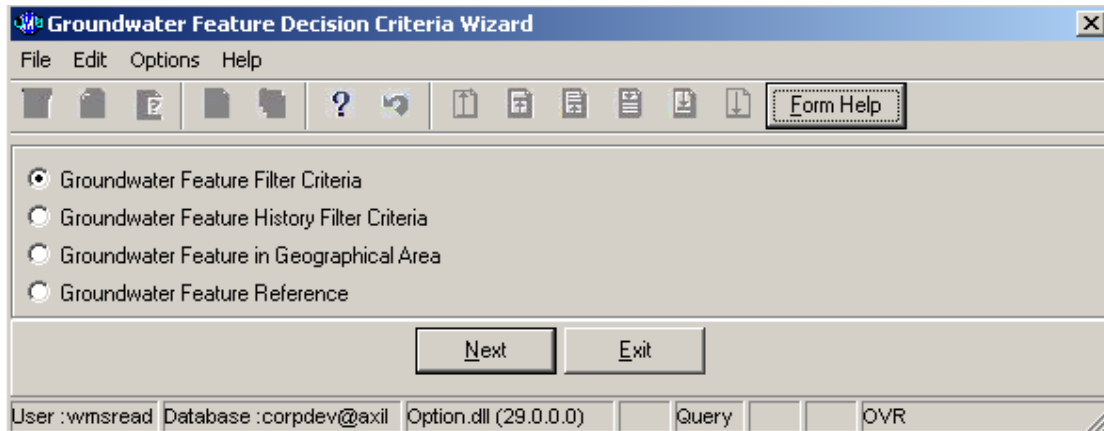 Groundwater Feature Decision Criteria Wizard
File Edit Options Help
? Form Help
Groundwater Feature Filter Criteria
Groundwater Feature History Filter Criteria
Groundwater Feature in Geographical Area
Groundwater Feature Reference
Next Exit
User :wmsread Database :corpdev@axil Option.dll (29.0.0.0) Query OVR